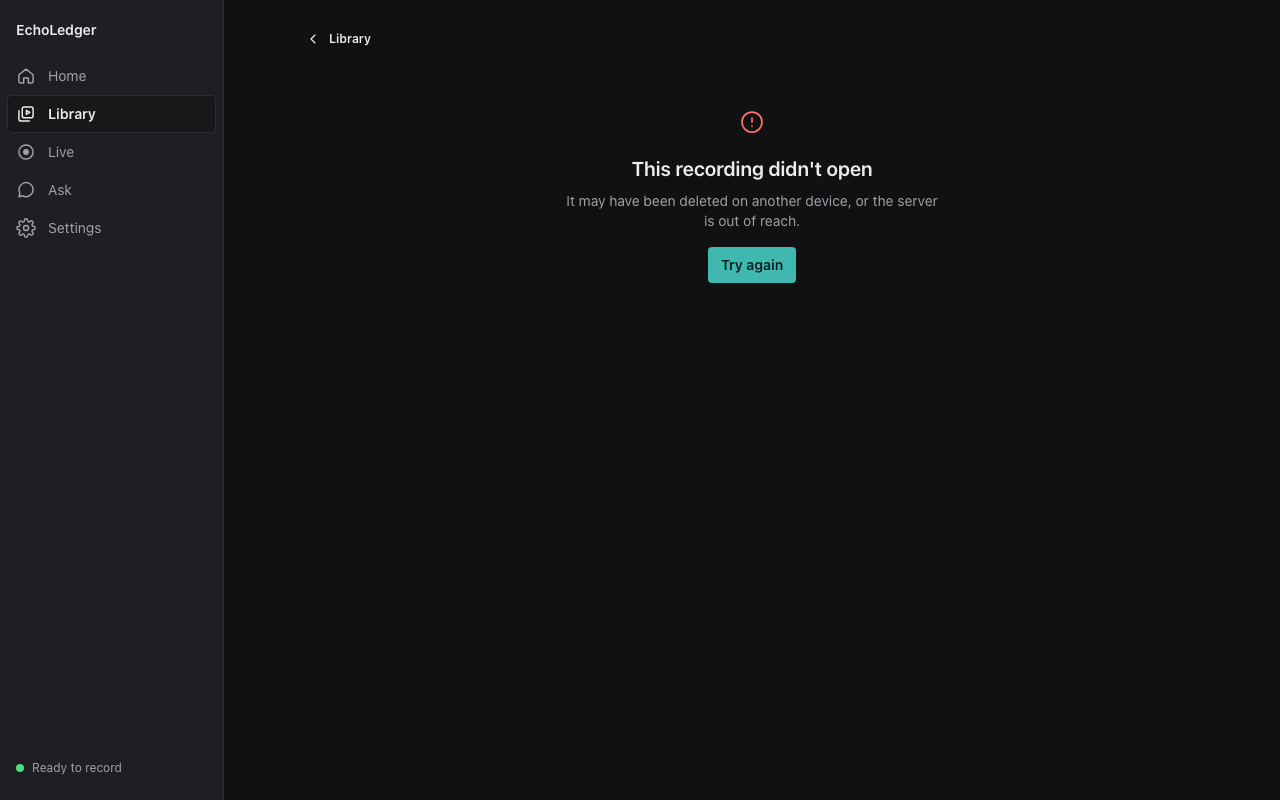 EchoLedger
Home
Library
Live
Ask
Settings
Ready to record
Library
This recording didn't open
It may have been deleted on another device, or the server
is out of reach.
Try again